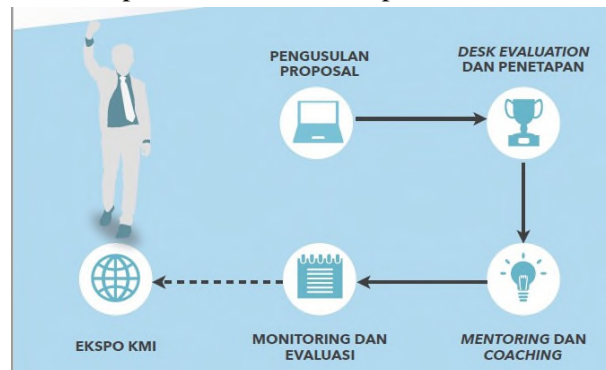 PENGUSULAN
PROPOSAL
DESK EVALUATION
DAN PENETAPAN
EKSPO KMI
MONITORING DAN
EVALUASI
MENTORING DAN
COACHING